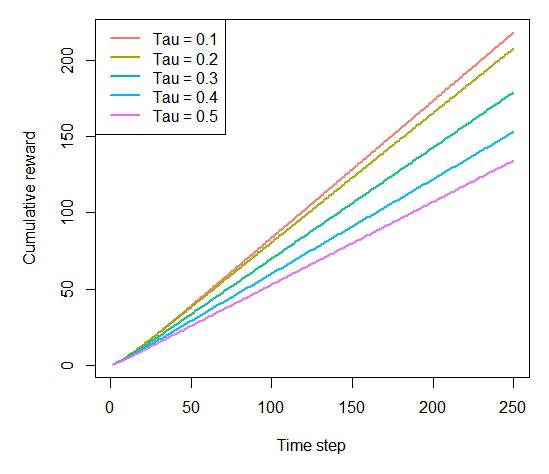 Tau = 0.1
Tau = 0.2
Tau = 0.3
Tau = 0.4
Tau = 0.5
200
150
100
50
0
Cumulative reward
0 50 100 150 200 250
Time step